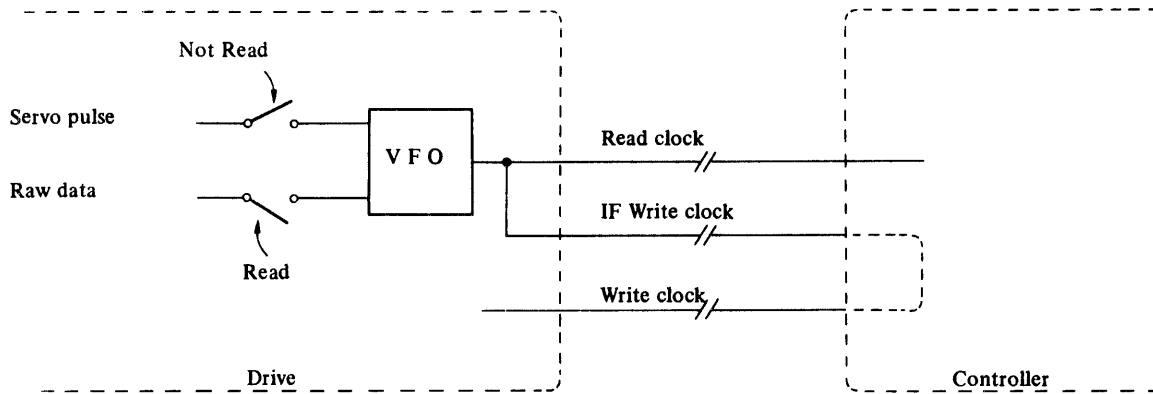 Not Read
Servo pulse
V F O
Read clock
Raw data
IF Write clock
Read
Write clock
Drive
Controller